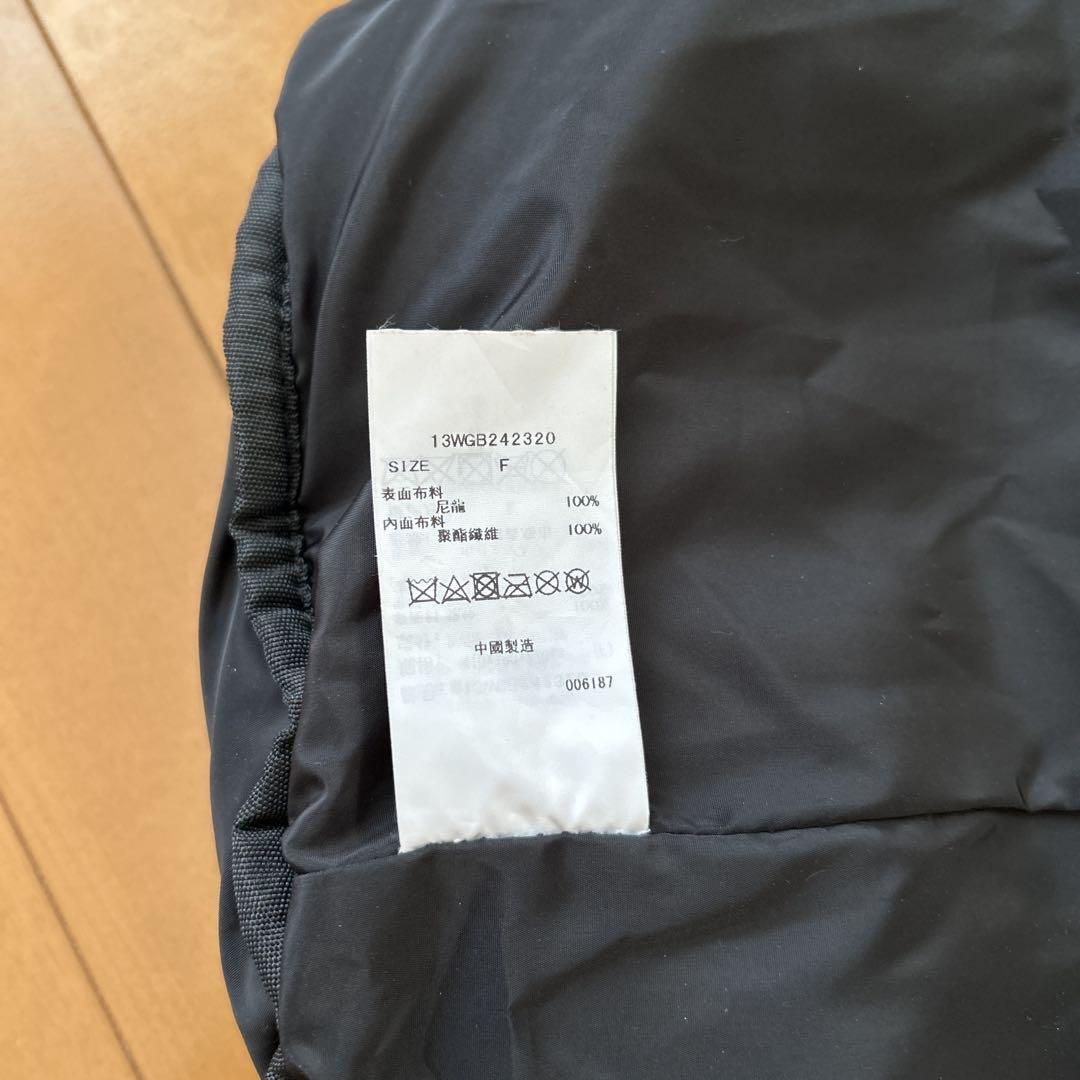 13WGB242320
SIZE F
表面布料
尼龍 100%
內面布料
聚酯纖維 100%
W
中國製造
006187